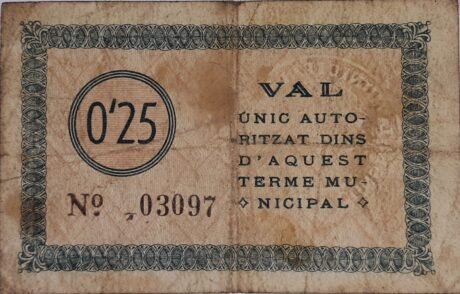 0'25
Nº 03097
VAL
ÚNIC AUTO-
RITZAT DINS
D'AQUEST
TERME MU-
NICIPAL